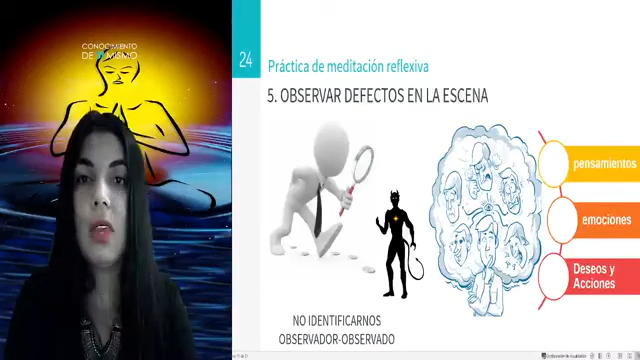 CONOCIMIENTO
DE MISMO
24
Práctica de meditación reflexiva
5. OBSERVAR DEFECTOS EN LA ESCENA
pensamientos
emociones
Deseos y
Acciones
NO IDENTIFICARNOS
OBSERVADOR-OBSERVADO